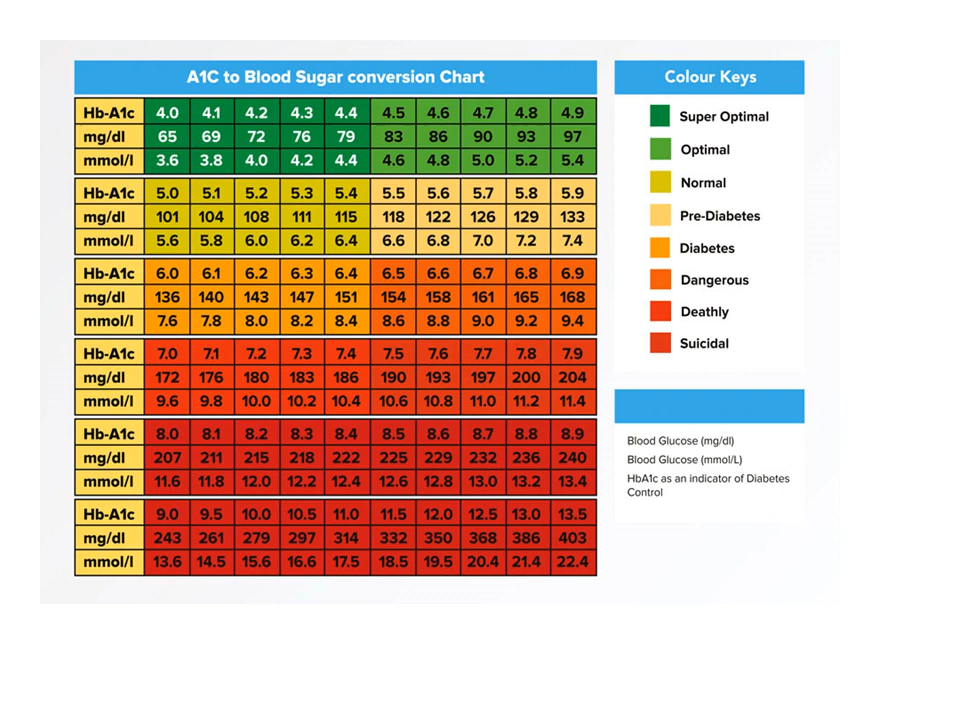 A1C to Blood Sugar conversion Chart
Hb-A1c 4.0 4.1 4.2 4.3 4.4 4.5 4.6 4.7 4.8 4.9
mg/dl 65 69 72 76 79 83 86 90 93 97
mmol/l 3.6 3.8 4.0 4.2 4.4 4.6 4.8 5.0 5.2 5.4
Hb-A1c 5.0 5.1 5.2 5.3 5.4 5.5 5.6 5.7 5.8 5.9
mg/dl 101 104 108 111 115 118 122 126 129 133
mmol/l 5.6 5.8 6.0 6.2 6.4 6.6 6.8 7.0 7.2 7.4
Hb-A1c 6.0 6.1 6.2 6.3 6.4 6.5 6.6 6.7 6.8 6.9
mg/dl 136 140 143 147 151 154 158 161 165 168
mmol/l 7.6 7.8 8.0 8.2 8.4 8.6 8.8 9.0 9.2 9.4
Hb-A1c 7.0 7.1 7.2 7.3 7.4 7.5 7.6 7.7 7.8 7.9
mg/dl 172 176 180 183 186 190 193 197 200 204
mmol/l 9.6 9.8 10.0 10.2 10.4 10.6 10.8 11.0 11.2 11.4
Hb-A1c 8.0 8.1 8.2 8.3 8.4 8.5 8.6 8.7 8.8 8.9
mg/dl 207 211 215 218 222 225 229 232 236 240
mmol/l 11.6 11.8 12.0 12.2 12.4 12.6 12.8 13.0 13.2 13.4
Hb-A1c 9.0 9.5 10.0 10.5 11.0 11.5 12.0 12.5 13.0 13.5
mg/dl 243 261 279 297 314 332 350 368 386 403
mmol/l 13.6 14.5 15.6 16.6 17.5 18.5 19.5 20.4 21.4 22.4
Colour Keys
Super Optimal
Optimal
Normal
Pre-Diabetes
Diabetes
Dangerous
Deathly
Suicidal
Blood Glucose (mg/dl)
Blood Glucose (mmol/L)
HbA1c as an indicator of Diabetes
Control